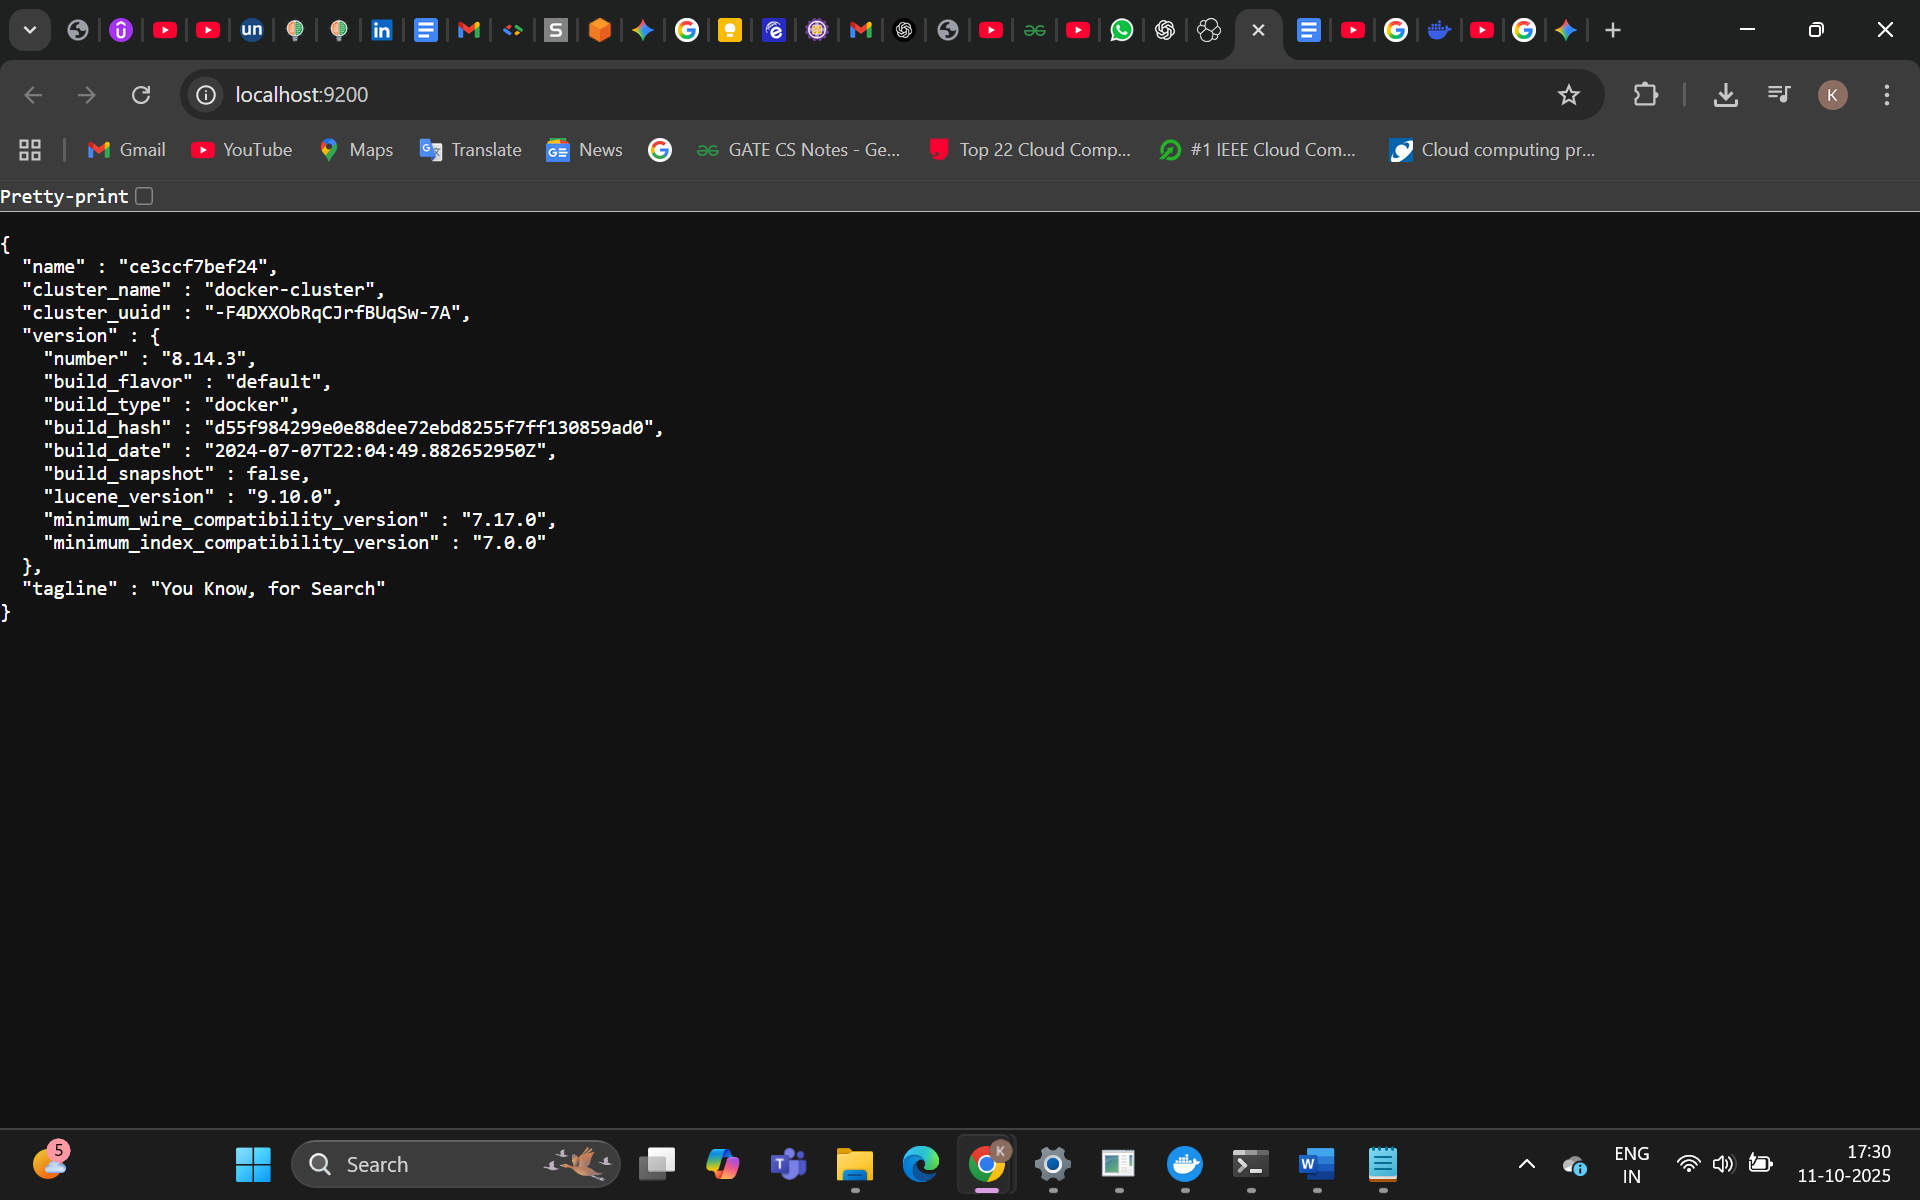 un
in
S
localhost:9200
K
Gmail
YouTube
Maps
Translate
News
GATE CS Notes - Ge...
Top 22 Cloud Comp...
#1 IEEE Cloud Com...
Cloud computing pr...
Pretty-print
{
  "name" : "ce3ccf7bef24",
  "cluster_name" : "docker-cluster",
  "cluster_uuid" : "-F4DXXObRqCJrfBUqSw-7A",
  "version" : {
    "number" : "8.14.3",
    "build_flavor" : "default",
    "build_type" : "docker",
    "build_hash" : "d55f984299e0e88dee72ebd8255f7ff130859ad0",
    "build_date" : "2024-07-07T22:04:49.882652950Z",
    "build_snapshot" : false,
    "lucene_version" : "9.10.0",
    "minimum_wire_compatibility_version" : "7.17.0",
    "minimum_index_compatibility_version" : "7.0.0"
  },
  "tagline" : "You Know, for Search"
}
5
Search
K
ENG
IN
17:30
11-10-2025